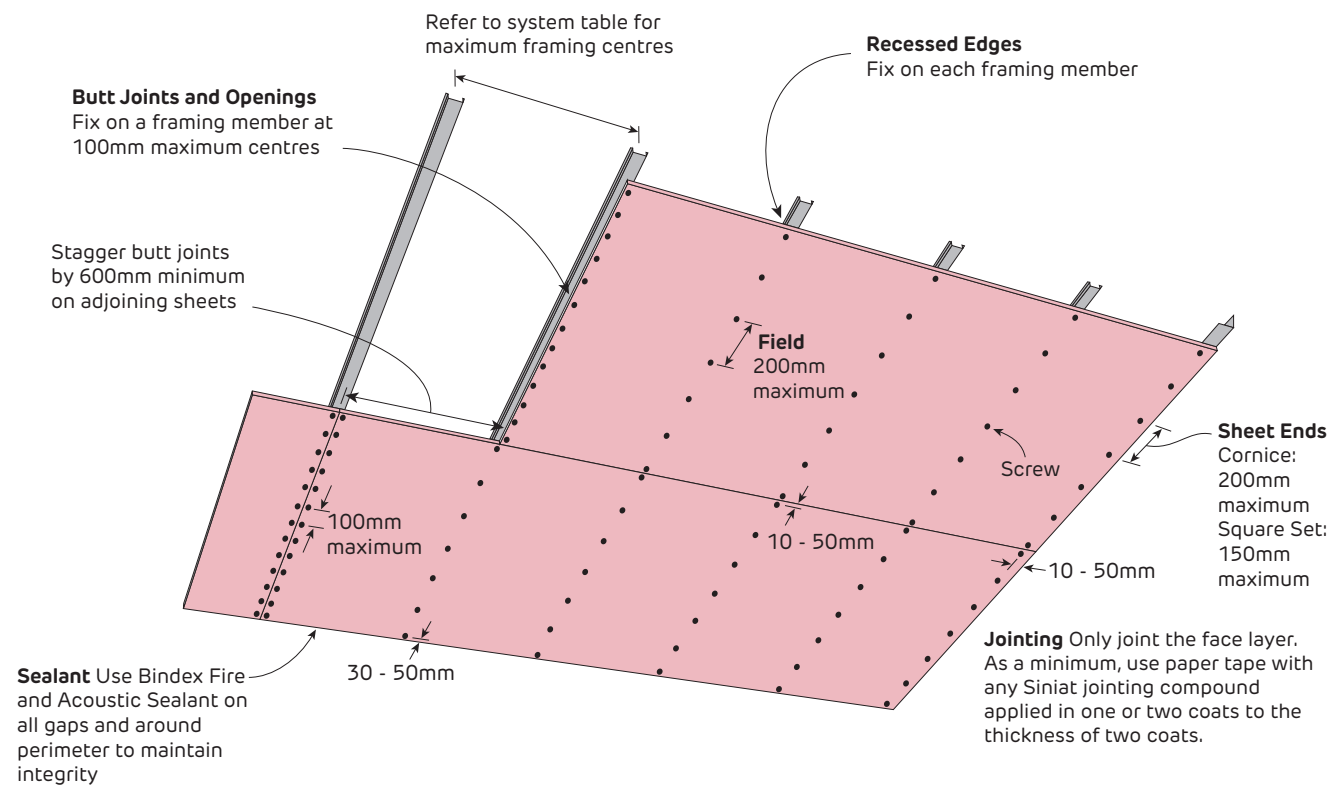 Refer to system table for
maximum framing centres
Recessed Edges
Fix on each framing member
Butt Joints and Openings
Fix on a framing member at
100mm maximum centres
Stagger butt joints
by 600mm minimum
on adjoining sheets
Field
200mm
maximum
Screw
Sheet Ends
Cornice:
200mm
maximum
Square Set:
150mm
maximum
100mm
maximum
10 - 50mm
10 - 50mm
30 - 50mm
Sealant Use Bindex Fire
and Acoustic Sealant on
all gaps and around
perimeter to maintain
integrity
Jointing Only joint the face layer.
As a minimum, use paper tape with
any Siniat jointing compound
applied in one or two coats to the
thickness of two coats.